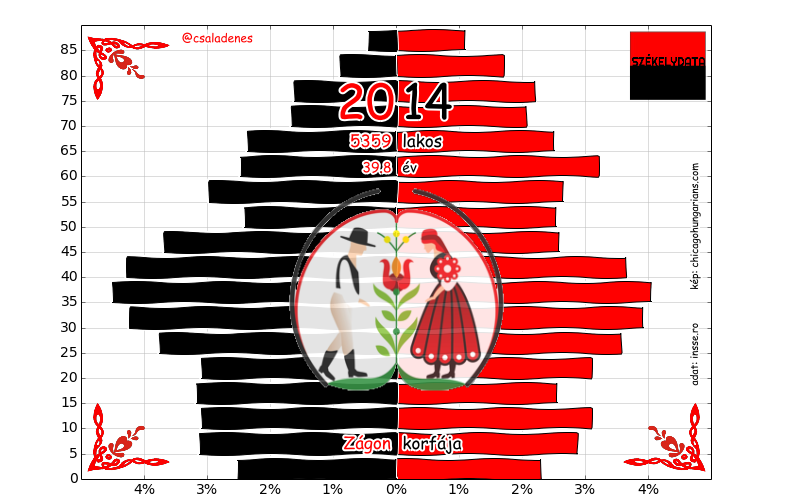 @csaladenes
SZÉKELYDATA
2014
5359 lakos
39.8 év
kép: chicagohungarians.com
adat: insse.ro
Zágon korfája
85
80
75
70
65
60
55
50
45
40
35
30
25
20
15
10
5
0
4% 3% 2% 1% 0% 1% 2% 3% 4%